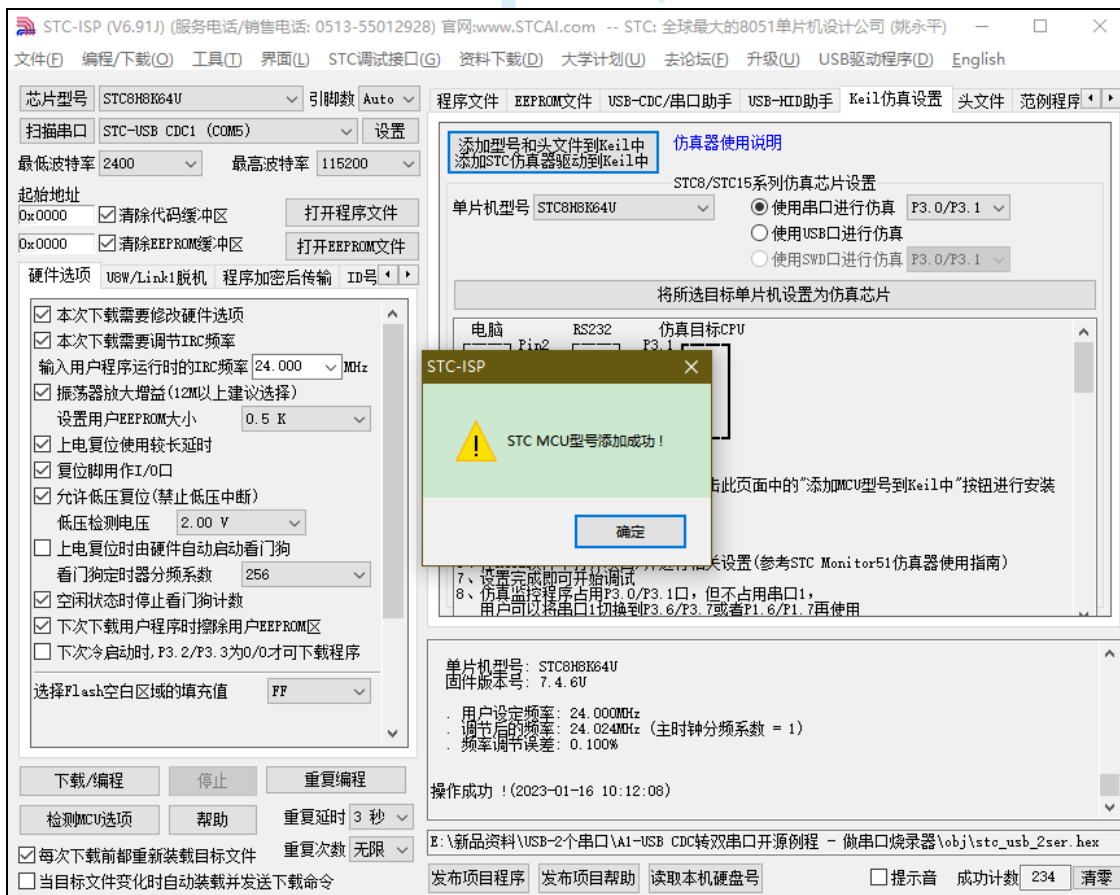 STC-ISP (V6.91J) (服务电话/销售电话: 0513-55012928) 官网:www.STCAI.com -- STC: 全球最大的8051单片机设计公司 (姚永平)
文件(F) 编程/下载(O) 工具(T) 界面(L) STC调试接口(G) 资料下载(D) 大学计划(U) 去论坛(F) 升级(U) USB驱动程序(D) English
芯片型号 STC8H8K64U 引脚数 Auto
扫描串口 STC-USB CDC1 (COM5) 设置
最低波特率 2400 最高波特率 115200
起始地址
0x0000 清除代码缓冲区 打开程序文件
0x0000 清除EEPROM缓冲区 打开EEPROM文件
硬件选项 U8W/Link1脱机 程序加密后传输 ID号
本次下载需要修改硬件选项
本次下载需要调节IRC频率
输入用户程序运行时的IRC频率 24.000 MHz
振荡器放大增益(12M以上建议选择)
设置用户EEPROM大小 0.5 K
上电复位使用较长延时
复位脚用作I/O口
允许低压复位(禁止低压中断)
低压检测电压 2.00 V
上电复位时由硬件自动启动看门狗
看门狗定时器分频系数 256
空闲状态时停止看门狗计数
下次下载用户程序时擦除用户EEPROM区
下次冷启动时,P3.2/P3.3为0/0才可下载程序
选择Flash空白区域的填充值 FF
下载/编程 停止 重复编程
检测MCU选项 帮助 重复延时 3 秒
每次下载前都重新装载目标文件 重复次数 无限
当目标文件变化时自动装载并发送下载命令
程序文件 EEPROM文件 USB-CDC/串口助手 USB-HID助手 Keil仿真设置 头文件 范例程序
添加型号和头文件到Keil中
添加STC仿真器驱动到Keil中
仿真器使用说明
STC8/STC15系列仿真芯片设置
单片机型号 STC8H8K64U 使用串口进行仿真 P3.0/P3.1
使用USB口进行仿真
使用SWD口进行仿真 P3.0/P3.1
将所选目标单片机设置为仿真芯片
电脑 RS232 仿真目标CPU
Pin2 P3.1
STC-ISP
STC MCU型号添加成功！
确定
击此页面中的"添加MCU型号到Keil中"按钮进行安装
相关设置(参考STC Monitor51仿真器使用指南)
7、设置完成即可开始调试
8、仿真监控程序占用P3.0/P3.1口，但不占用串口1，
用户可以将串口1切换到P3.6/P3.7或者P1.6/P1.7再使用
单片机型号: STC8H8K64U
固件版本号: 7.4.6U
. 用户设定频率: 24.000MHz
. 调节后的频率: 24.024MHz (主时钟分频系数 = 1)
. 频率调节误差: 0.100%
操作成功 !(2023-01-16 10:12:08)
E:\新品资料\USB-2个串口\A1-USB CDC转双串口开源例程 - 做串口烧录器\obj\stc_usb_2ser.hex
发布项目程序 发布项目帮助 读取本机硬盘号 提示音 成功计数 234 清零